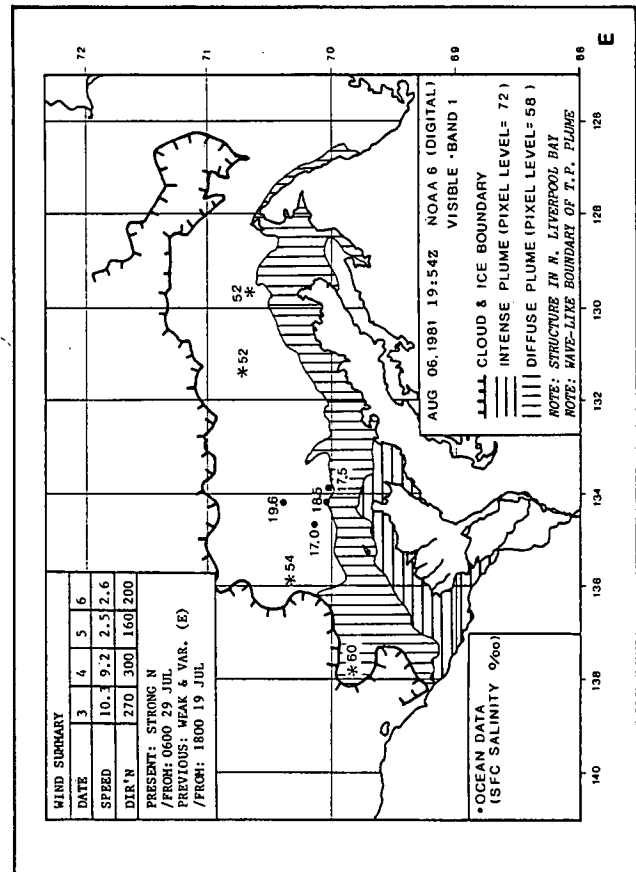 WIND SUMMARY
DATE 3 4 5 6
SPEED 10.3 9.2 2.5 2.6
DIR'N 270 300 160 200
PRESENT: STRONG N
/FROM: 0600 29 JUL
PREVIOUS: WEAK & VAR. (E)
/FROM: 1800 19 JUL
72
71
70
69
68
52
*52
*54
*60
19.6
17.0
18.5
17.5
•OCEAN DATA
(SFC SALINITY º/oo)
AUG 06,1981 19:54Z NOAA 6 (DIGITAL)
VISIBLE - BAND 1
CLOUD & ICE BOUNDARY
INTENSE PLUME (PIXEL LEVEL= 72)
DIFFUSE PLUME (PIXEL LEVEL= 58)
NOTE: STRUCTURE IN N. LIVERPOOL BAY
NOTE: WAVE-LIKE BOUNDARY OF T.P. PLUME
140
138
136
134
132
130
128
128
E